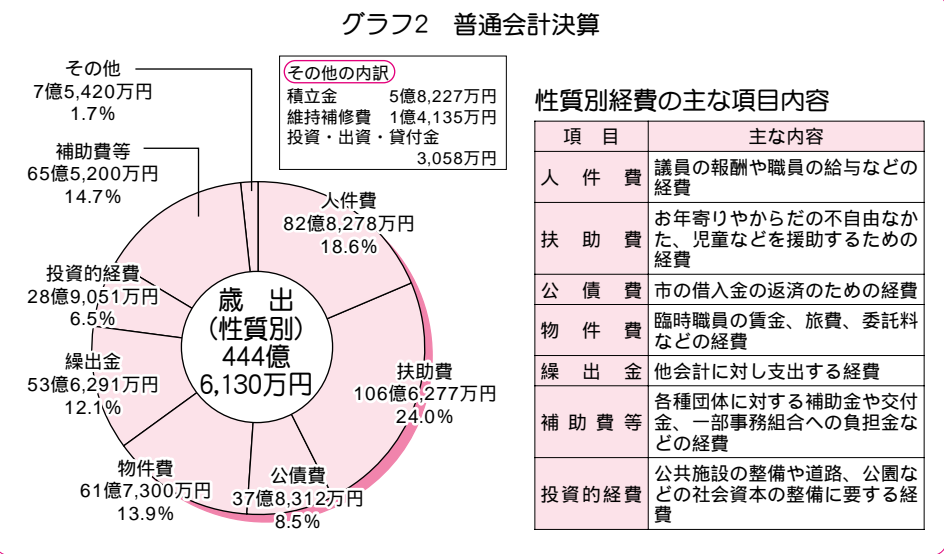 グラフ2　普通会計決算
その他
7億5,420万円
1.7%
その他の内訳
積立金　5億8,227万円
維持補修費　1億4,135万円
投資・出資・貸付金
3,058万円
補助費等
65億5,200万円
14.7%
人件費
82億8,278万円
18.6%
投資的経費
28億9,051万円
6.5%
歳　出
(性質別)
444億
6,130万円
繰出金
53億6,291万円
12.1%
扶助費
106億6,277万円
24.0%
物件費
61億7,300万円
13.9%
公債費
37億8,312万円
8.5%
性質別経費の主な項目内容
項　目　主な内容
人件費　議員の報酬や職員の給与などの
経費
扶助費　お年寄りやからだの不自由なか
た、児童などを援助するための
経費
公債費　市の借入金の返済のための経費
物件費　臨時職員の賃金、旅費、委託料
などの経費
繰出金　他会計に対し支出する経費
補助費等　各種団体に対する補助金や交付
金、一部事務組合への負担金な
どの経費
投資的経費　公共施設の整備や道路、公園な
どの社会資本の整備に要する経
費